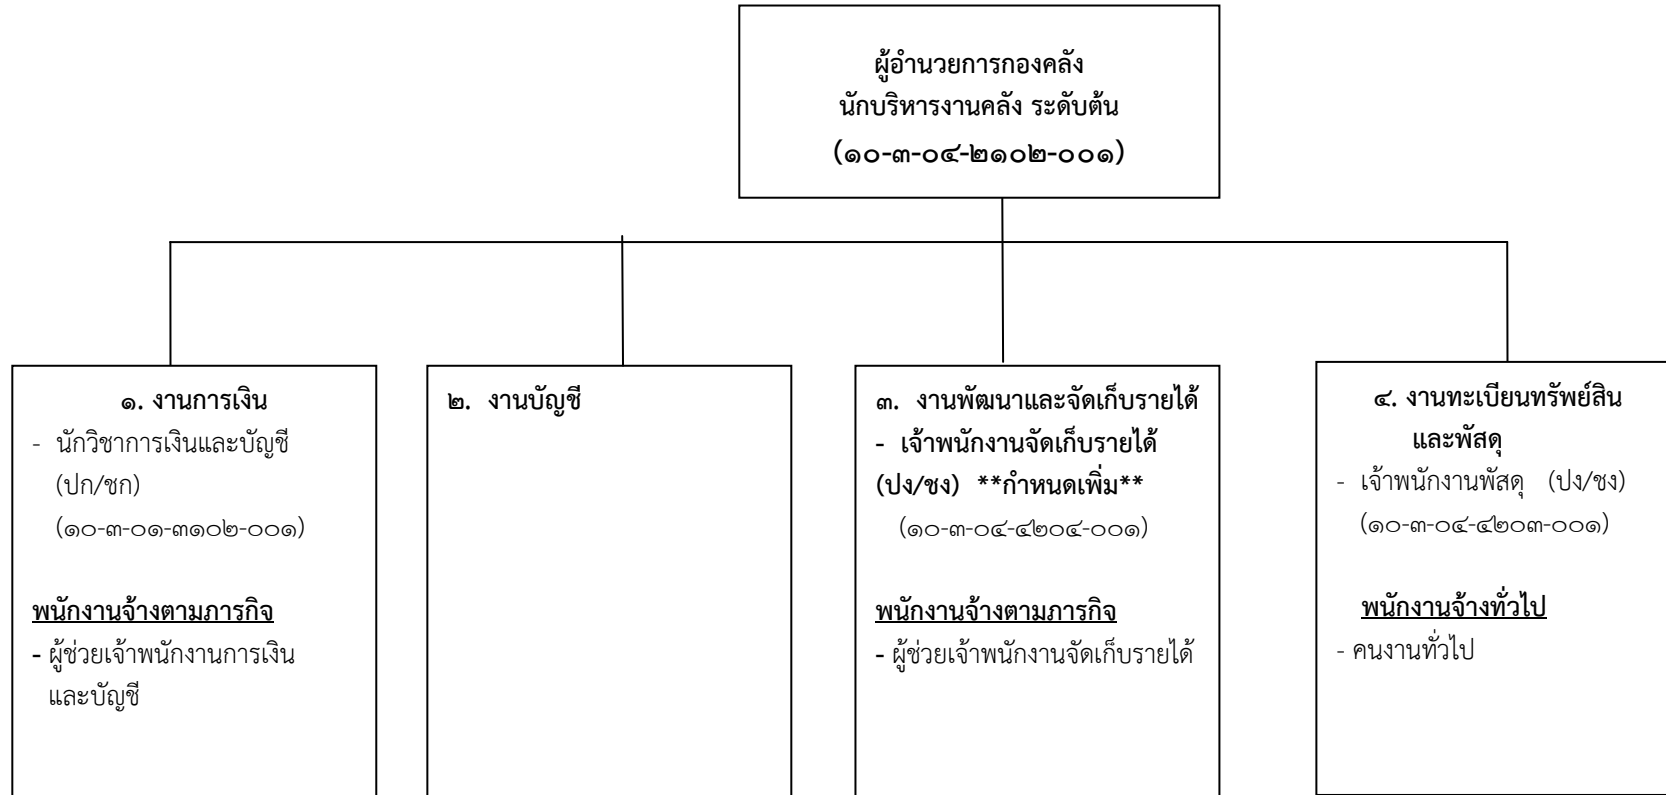 ผู้อำนวยการกองคลัง
นักบริหารงานคลัง ระดับต้น
(๑๐-๓-๐๔-๒๑๐๒-๐๐๑)
๑. งานการเงิน
- นักวิชาการเงินและบัญชี
(ปก/ชก)
(๑๐-๓-๐๑-๓๑๐๒-๐๐๑)
พนักงานจ้างตามภารกิจ
- ผู้ช่วยเจ้าพนักงานการเงิน
และบัญชี
๒. งานบัญชี
๓. งานพัฒนาและจัดเก็บรายได้
- เจ้าพนักงานจัดเก็บรายได้
(ปง/ชง) **กำหนดเพิ่ม**
(๑๐-๓-๐๔-๔๒๐๔-๐๐๑)
พนักงานจ้างตามภารกิจ
- ผู้ช่วยเจ้าพนักงานจัดเก็บรายได้
๔. งานทะเบียนทรัพย์สิน
และพัสดุ
- เจ้าพนักงานพัสดุ (ปง/ชง)
(๑๐-๓-๐๔-๔๒๐๓-๐๐๑)
พนักงานจ้างทั่วไป
- คนงานทั่วไป